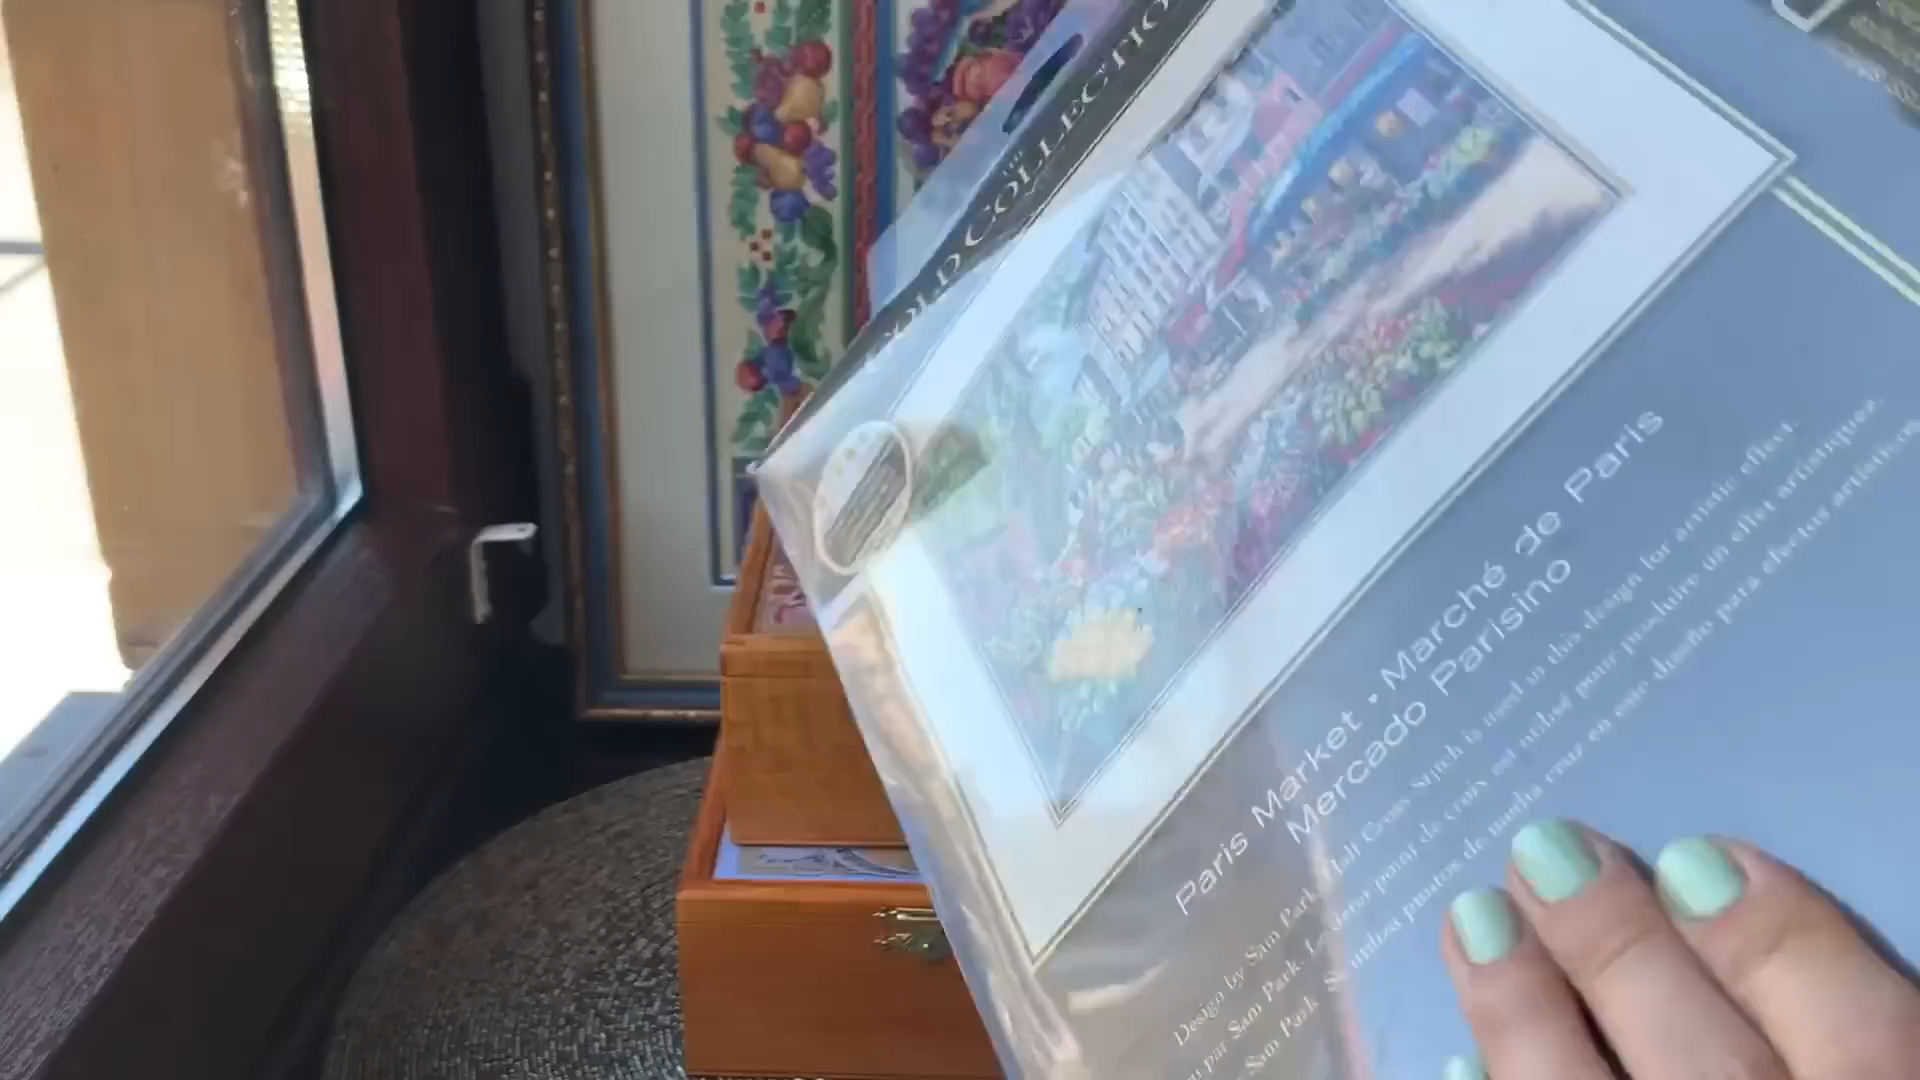 GOLD COLLECTION
Paris Market • Marché de Paris
Mercado Parisino
Design by Sam Park. Half Cross Stitch is used in this design for artistic effect.
par Sam Park. Le demi point de croix est utilisé pour produire un effet artistique.
Sam Park. Se utiliza puntos de media cruz en este diseño para efectos artísticos.